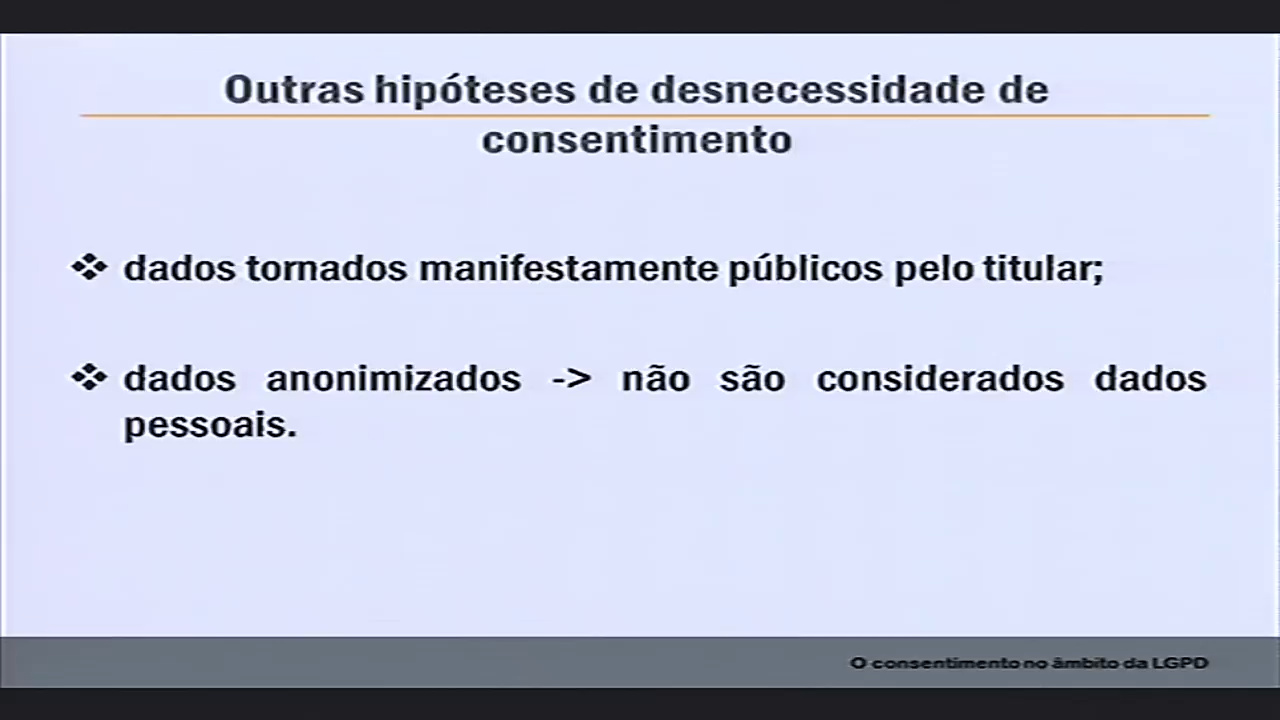 Outras hipóteses de desnecessidade de
consentimento
❖ dados tornados manifestamente públicos pelo titular;
❖ dados anonimizados -> não são considerados dados
pessoais.
O consentimento no âmbito da LGPD